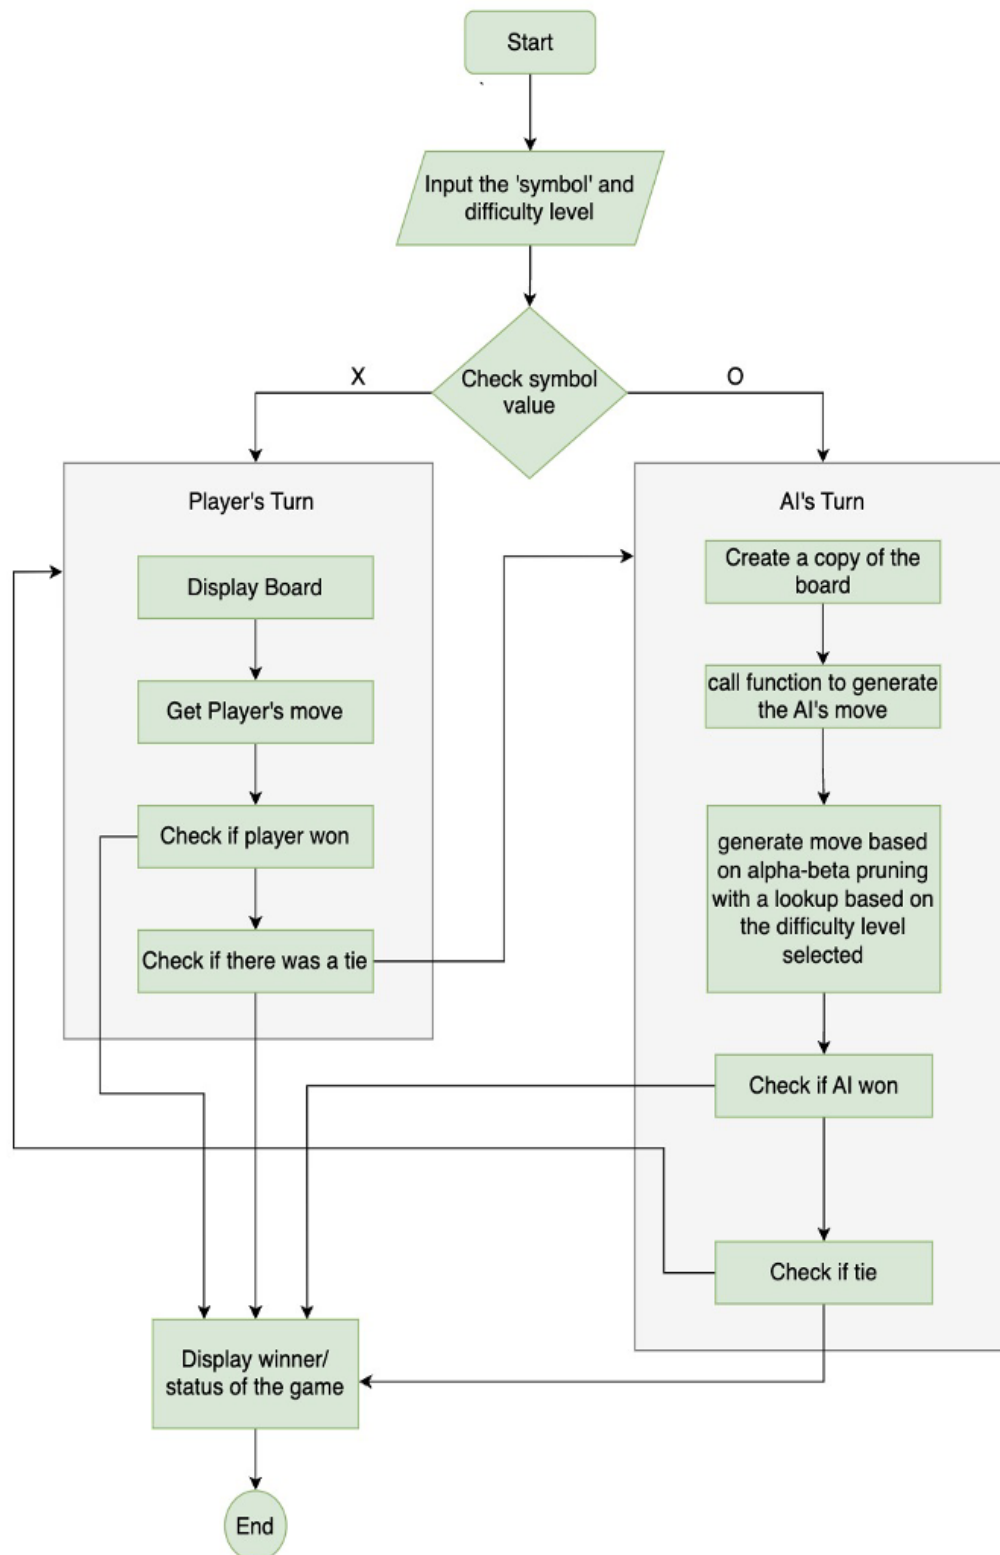 Start
Input the 'symbol' and
difficulty level
Check symbol
value
X
O
Player's Turn
Display Board
Get Player's move
Check if player won
Check if there was a tie
AI's Turn
Create a copy of the
board
call function to generate
the AI's move
generate move based
on alpha-beta pruning
with a lookup based on
the difficulty level
selected
Check if AI won
Check if tie
Display winner/
status of the game
End